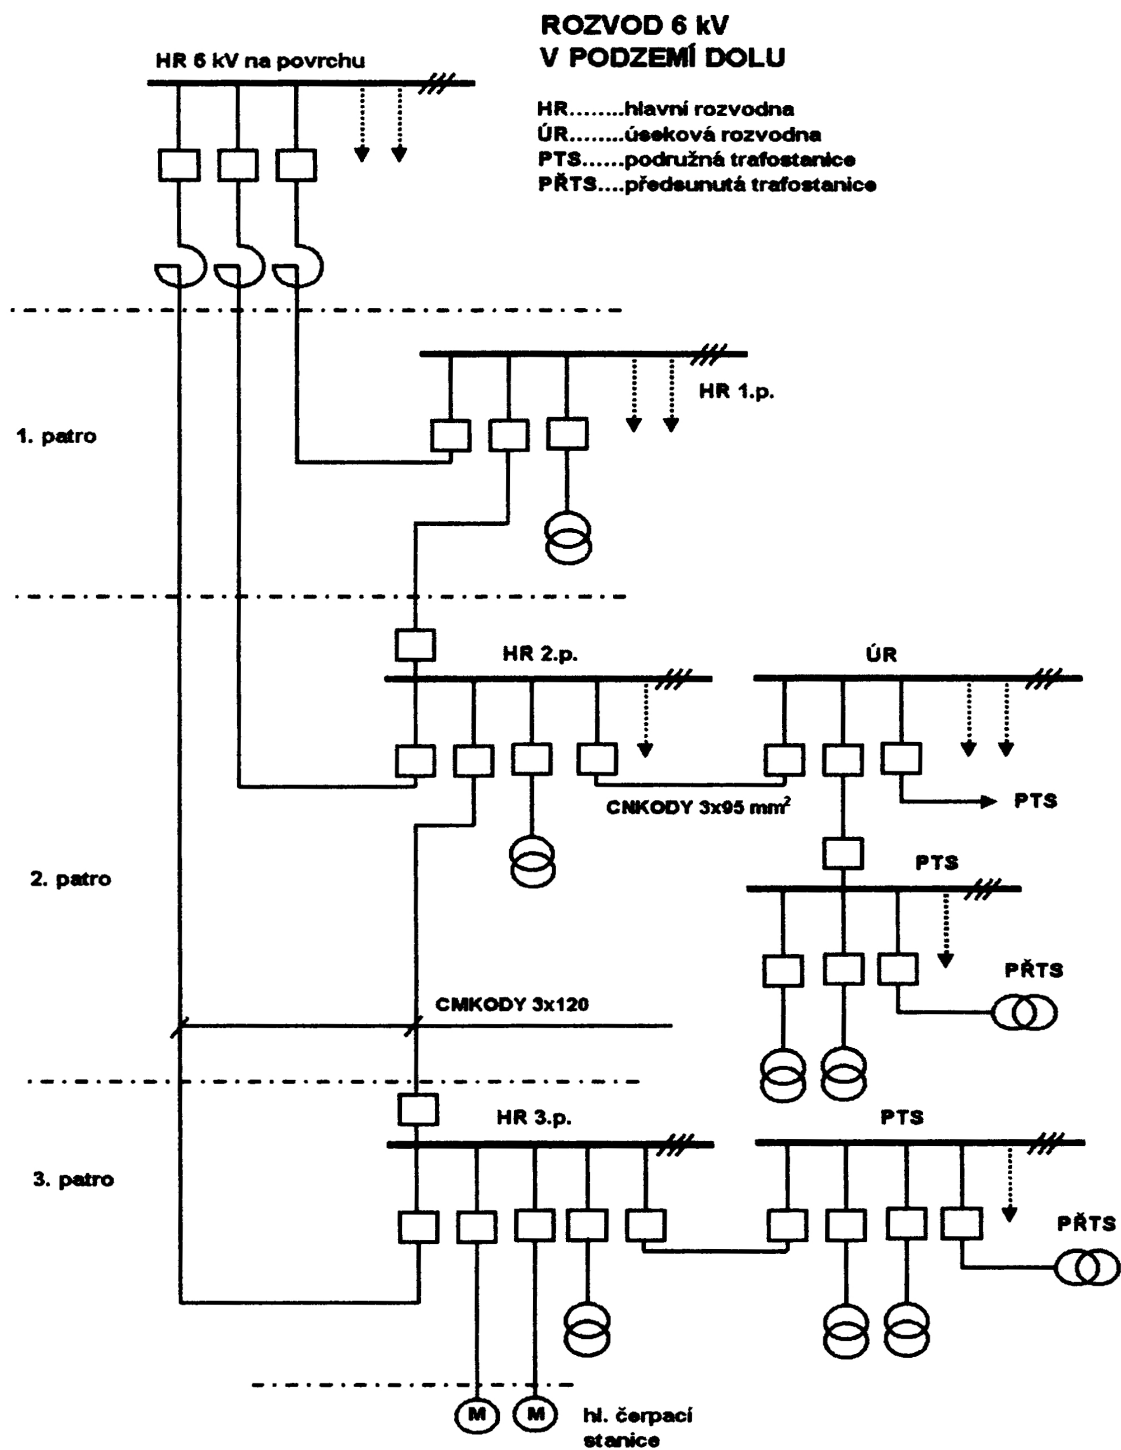 ROZVOD 6 kV
V PODZEMÍ DOLU
HR 6 kV na povrchu
HR........hlavní rozvodna
ÚR........úseková rozvodna
PTS......podružná trafostanice
PŘTS....předsunutá trafostanice
HR 1.p.
1. patro
HR 2.p.
ÚR
CNKODY 3x95 mm²
PTS
PTS
2. patro
PŘTS
CMKODY 3x120
HR 3.p.
PTS
3. patro
PŘTS
M
M
hl. čerpací
stanice